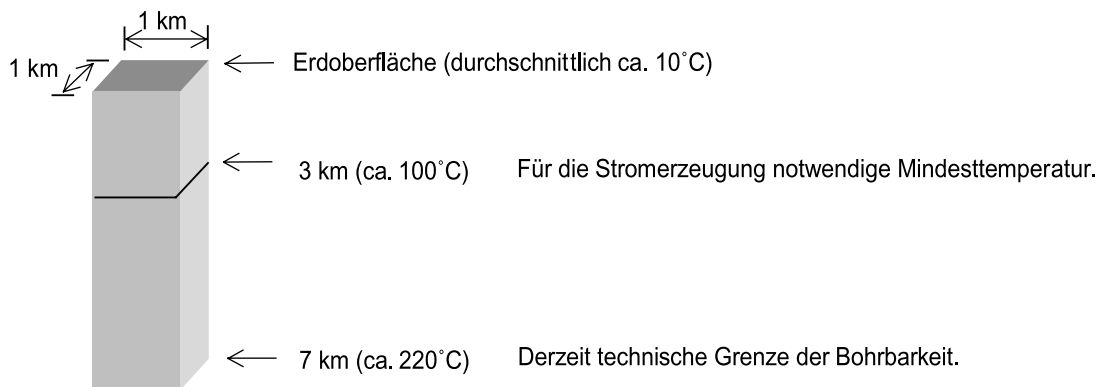 1 km
1 km
Erdoberfläche (durchschnittlich ca. 10˚C)
3 km (ca. 100˚C) Für die Stromerzeugung notwendige Mindesttemperatur.
7 km (ca. 220˚C) Derzeit technische Grenze der Bohrbarkeit.